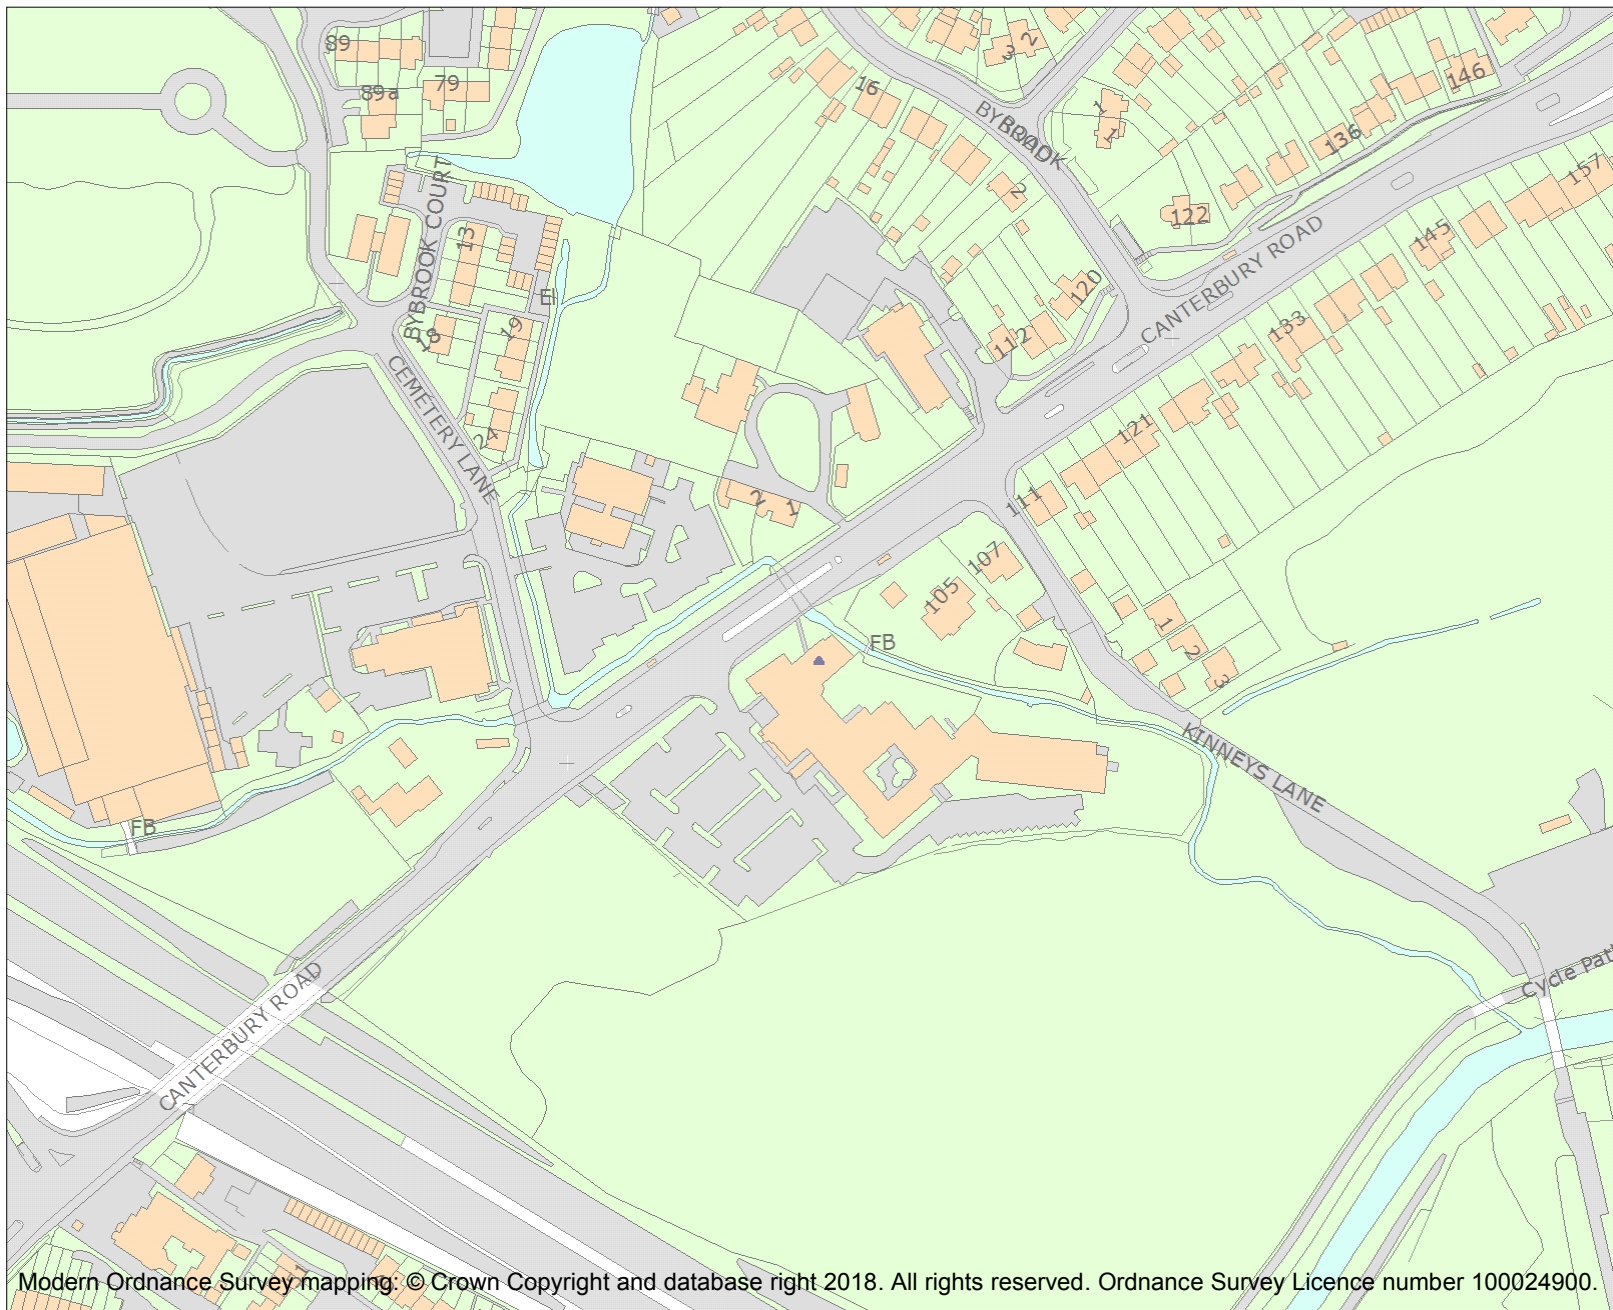 89
79
89a
16
3
2
BYBROOK
ROAD
1
1
146
136
157
2
122
145
BYBROOK COURT
13
El
18
19
120
112
CANTERBURY ROAD
133
CEMETERY LANE
24
121
2
1
111
107
105
FB
1
2
3
KINNEYS LANE
FB
CANTERBURY ROAD
Cycle Pat
Modern Ordnance Survey mapping: © Crown Copyright and database right 2018. All rights reserved. Ordnance Survey Licence number 100024900.